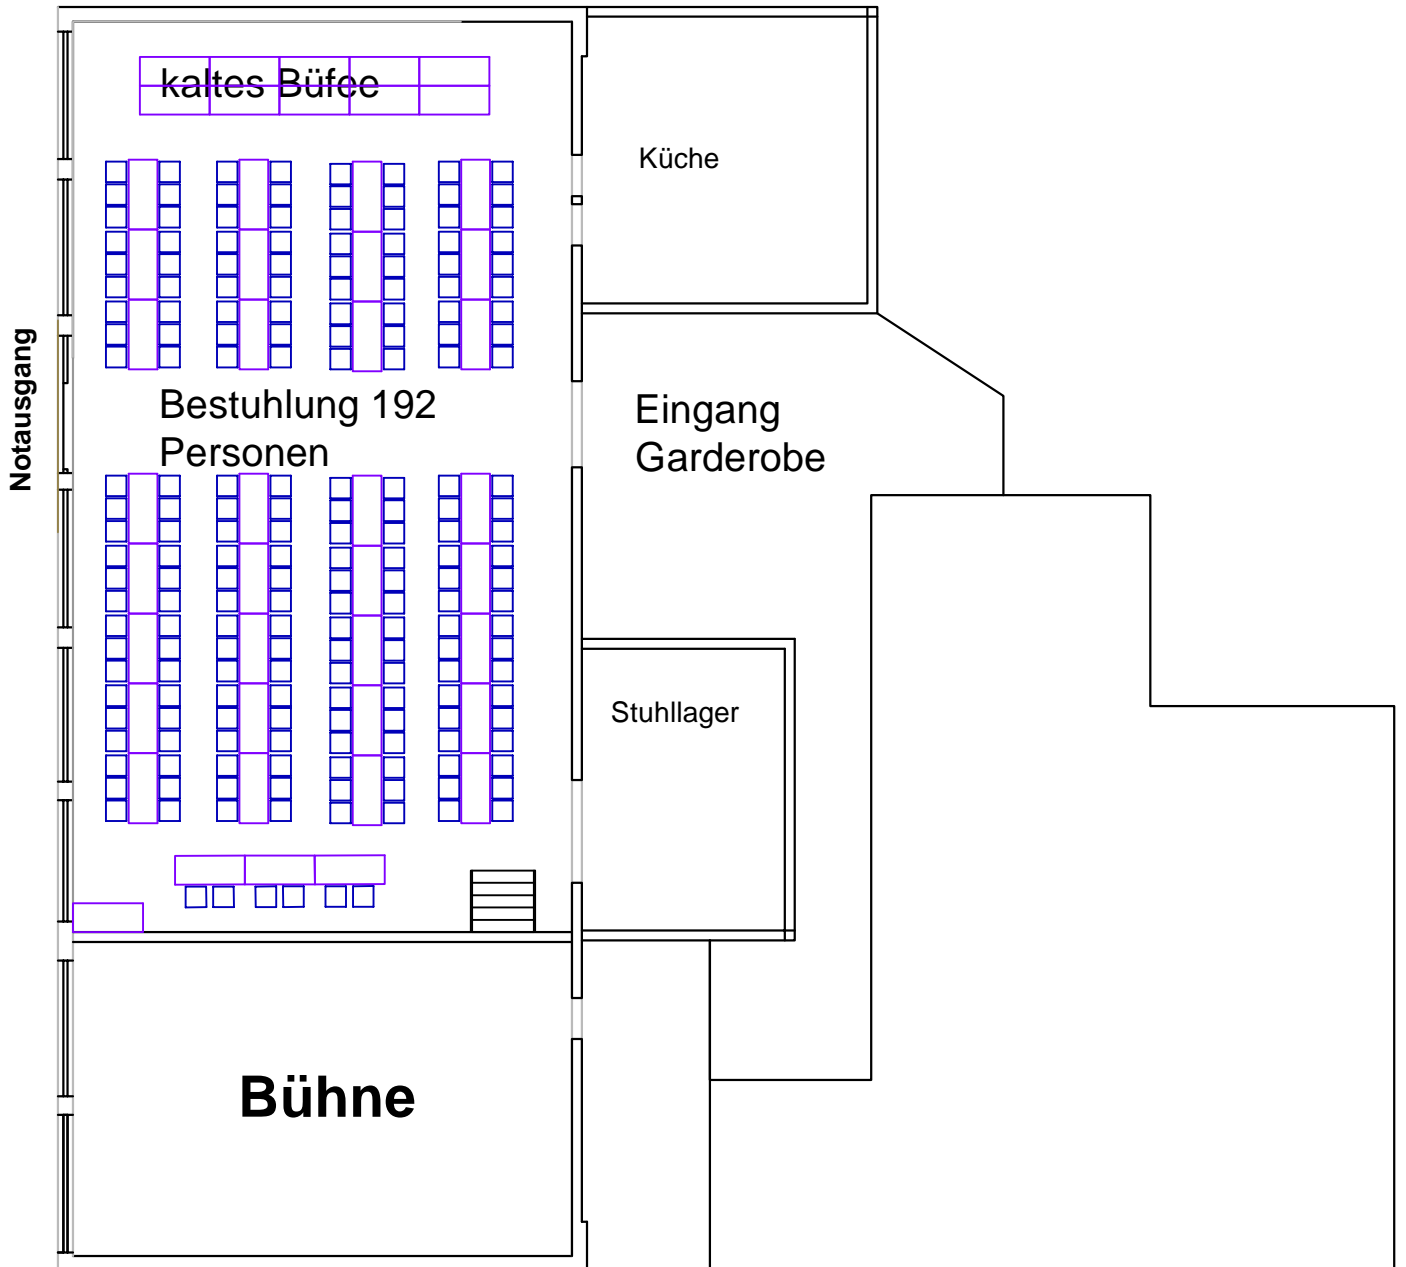 kaltes Büfee
Küche
Notausgang
Bestuhlung 192
Personen
Eingang
Garderobe
Stuhllager
Bühne